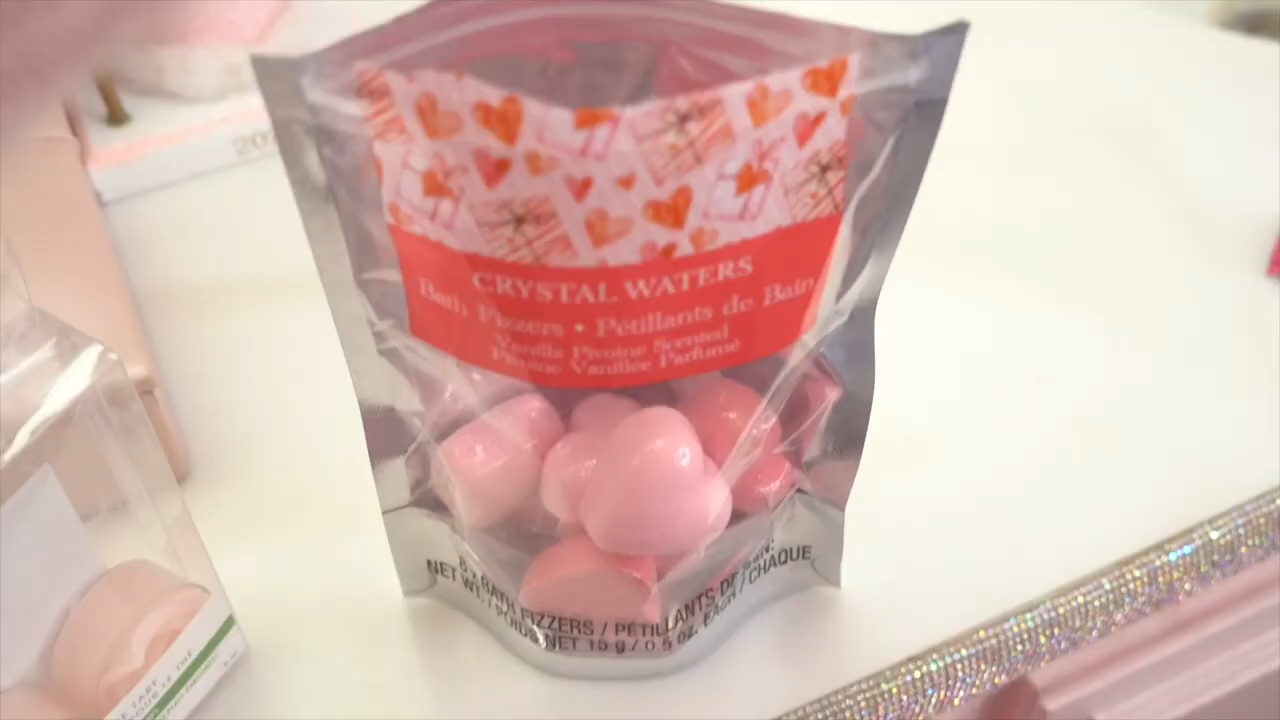 CRYSTAL WATERS
Bath Fizzers • Pétillants de Bain
Vanilla Pivoine Scented
Pivoine Vanillée Parfumé
BATH FIZZERS / PÉTILLANTS DE BAIN:
NET WT. / POIDS NET 15 g / 0.5 oz. EACH / CHAQUE